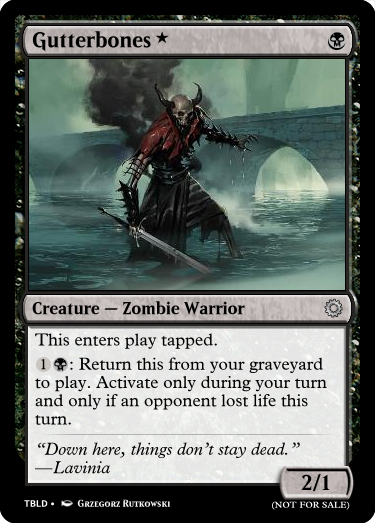 Gutterbones ★
Creature — Zombie Warrior
This enters play tapped.
1 : Return this from your graveyard
to play. Activate only during your turn
and only if an opponent lost life this
turn.
“Down here, things don’t stay dead.”
—Lavinia
2/1
TBLD • Grzegorz Rutkowski
(NOT FOR SALE)